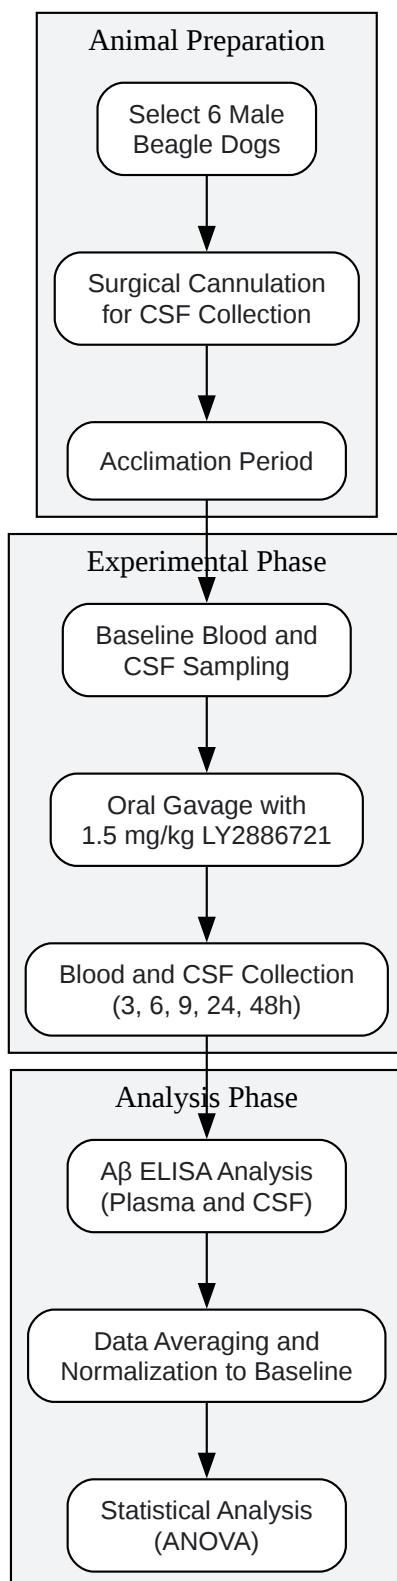 Animal Preparation
Select 6 Male
Beagle Dogs
Surgical Cannulation
for CSF Collection
Acclimation Period
Experimental Phase
Baseline Blood and
CSF Sampling
Oral Gavage with
1.5 mg/kg LY2886721
Blood and CSF Collection
(3, 6, 9, 24, 48h)
Analysis Phase
Aβ ELISA Analysis
(Plasma and CSF)
Data Averaging and
Normalization to Baseline
Statistical Analysis
(ANOVA)